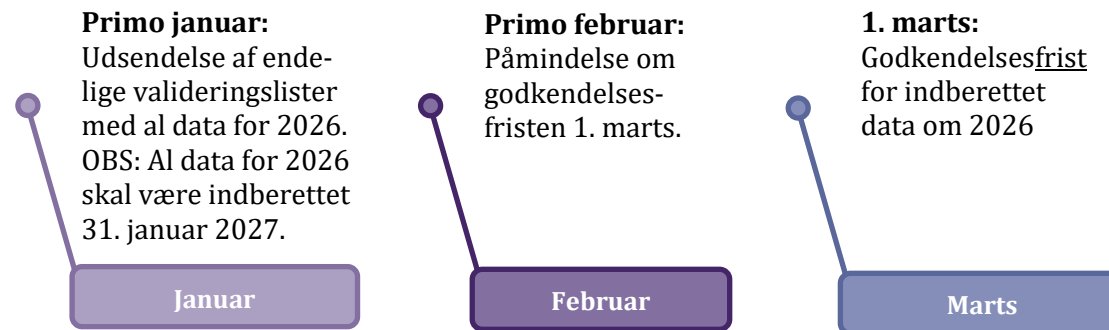 Primo januar:
Udsendelse af ende-
lige valideringslister
med al data for 2026.
OBS: Al data for 2026
skal være indberettet
31. januar 2027.
Primo februar:
Påmindelse om
godkendelses-
fristen 1. marts.
1. marts:
Godkendelsesfrist
for indberettet
data om 2026
Januar
Februar
Marts